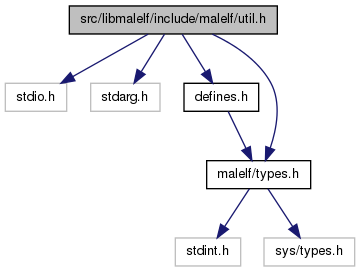 src/libmalelf/include/malelf/util.h
stdio.h
stdarg.h
defines.h
malelf/types.h
stdint.h
sys/types.h